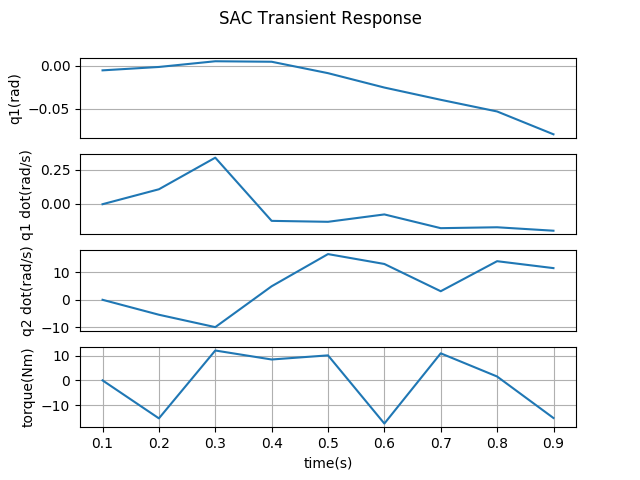 SAC Transient Response
q1(rad)
0.00
−0.05
q1 dot(rad/s)
0.25
0.00
q2 dot(rad/s)
10
0
−10
torque(Nm)
10
0
−10
0.1 0.2 0.3 0.4 0.5 0.6 0.7 0.8 0.9
time(s)